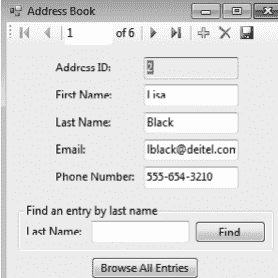 Address Book
1 of 6
Address ID: 2
First Name: Lisa
Last Name: Black
Email: lblack@deitel.com
Phone Number: 555-654-3210
Find an entry by last name
Last Name: Find
Browse All Entries